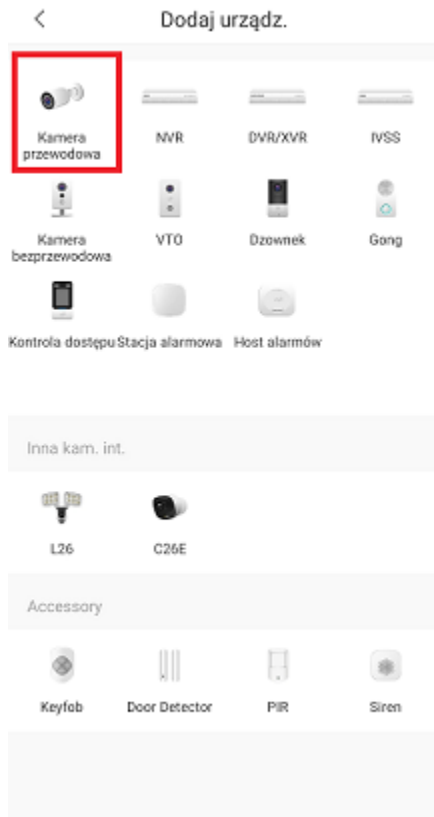 Dodaj urządz.
Kamera
przewodowa
NVR
DVR/XVR
IVSS
Kamera
bezprzewodowa
VTO
Dzownek
Gong
Kontrola dostępu
Stacja alarmowa
Host alarmów
Inna kam. int.
L26
C26E
Accessory
Keyfob
Door Detector
PIR
Siren